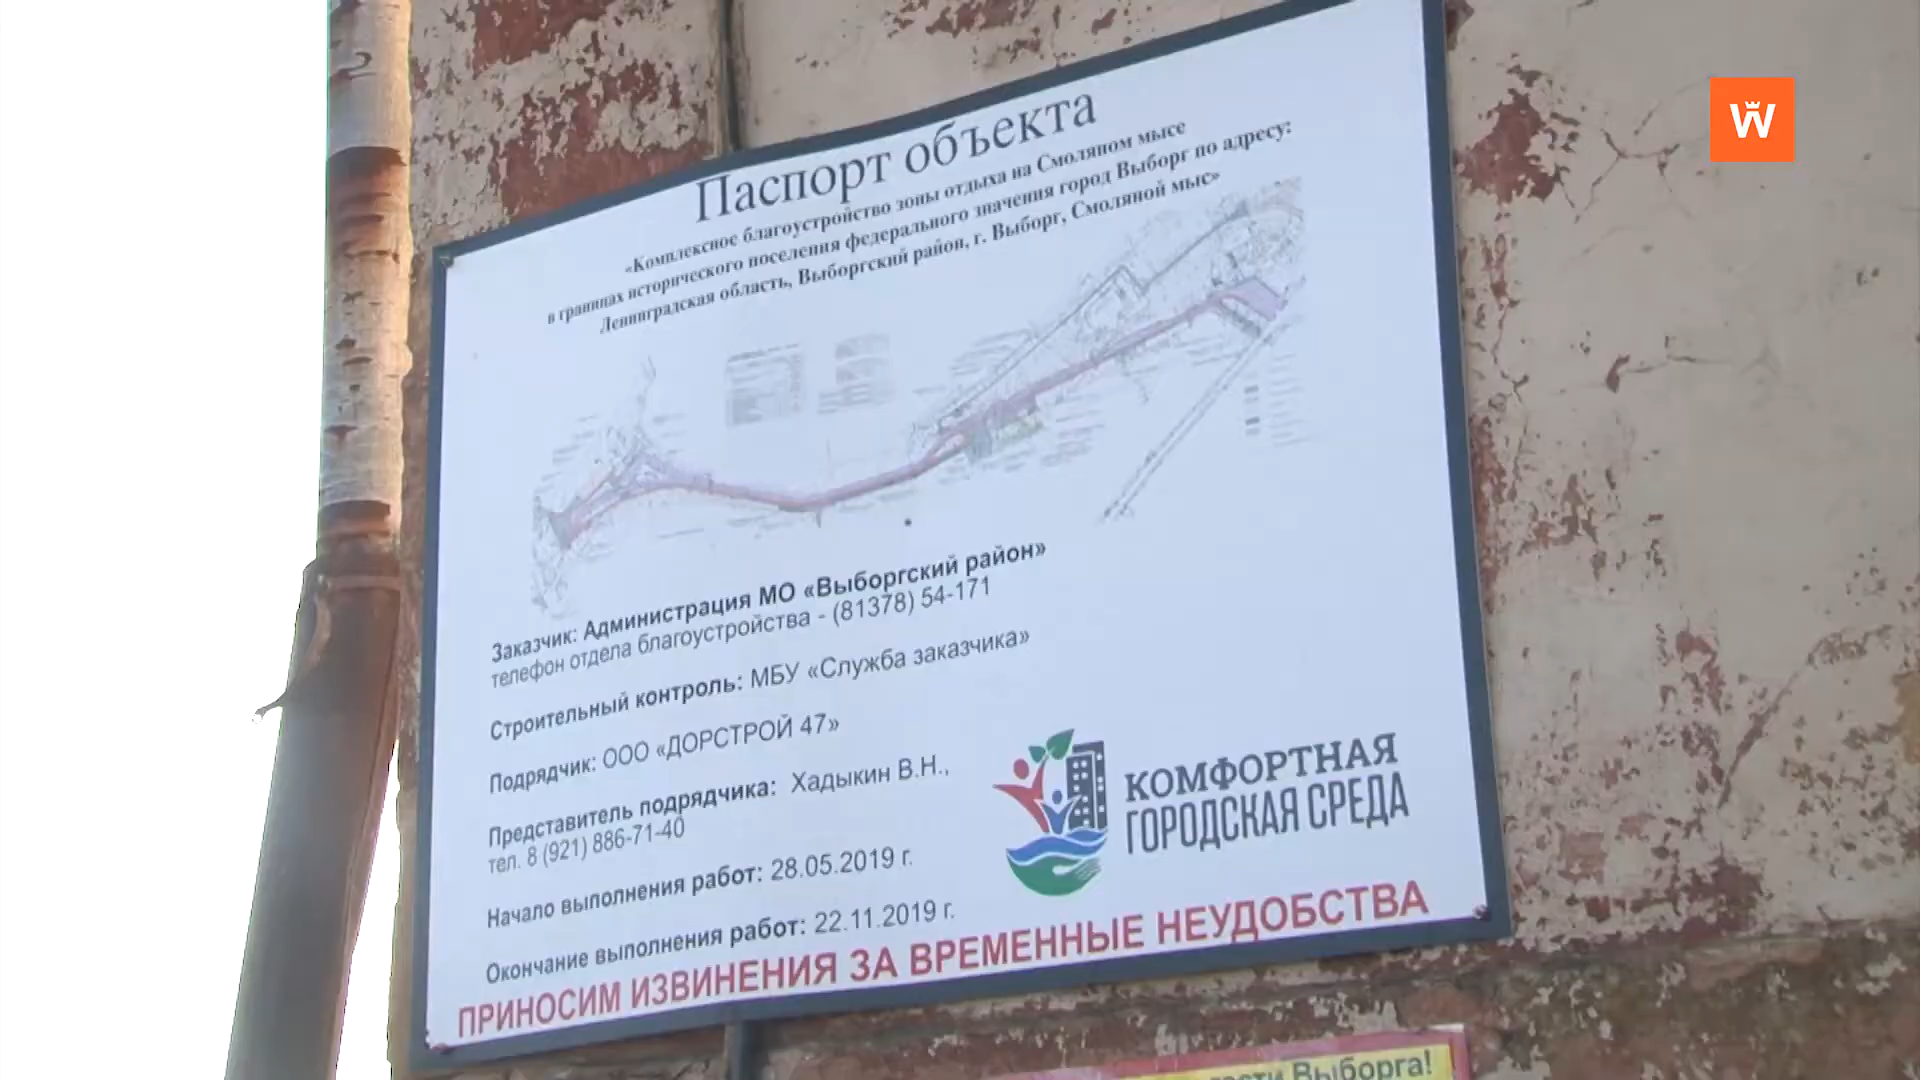 Паспорт объекта
«Комплексное благоустройство зоны отдыха на Смоляном мысе
в границах исторического поселения федерального значения город Выборг по адресу:
Ленинградская область, Выборгский район, г. Выборг, Смоляной мыс»
Заказчик: Администрация МО «Выборгский район»
телефон отдела благоустройства - (81378) 54-171
Строительный контроль: МБУ «Служба заказчика»
Подрядчик: ООО «ДОРСТРОЙ 47»
Представитель подрядчика: Хадыкин В.Н.,
тел. 8 (921) 886-71-40
Начало выполнения работ: 28.05.2019 г.
Окончание выполнения работ: 22.11.2019 г.
КОМФОРТНАЯ
ГОРОДСКАЯ СРЕДА
ПРИНОСИМ ИЗВИНЕНИЯ ЗА ВРЕМЕННЫЕ НЕУДОБСТВА
Выборга!
W